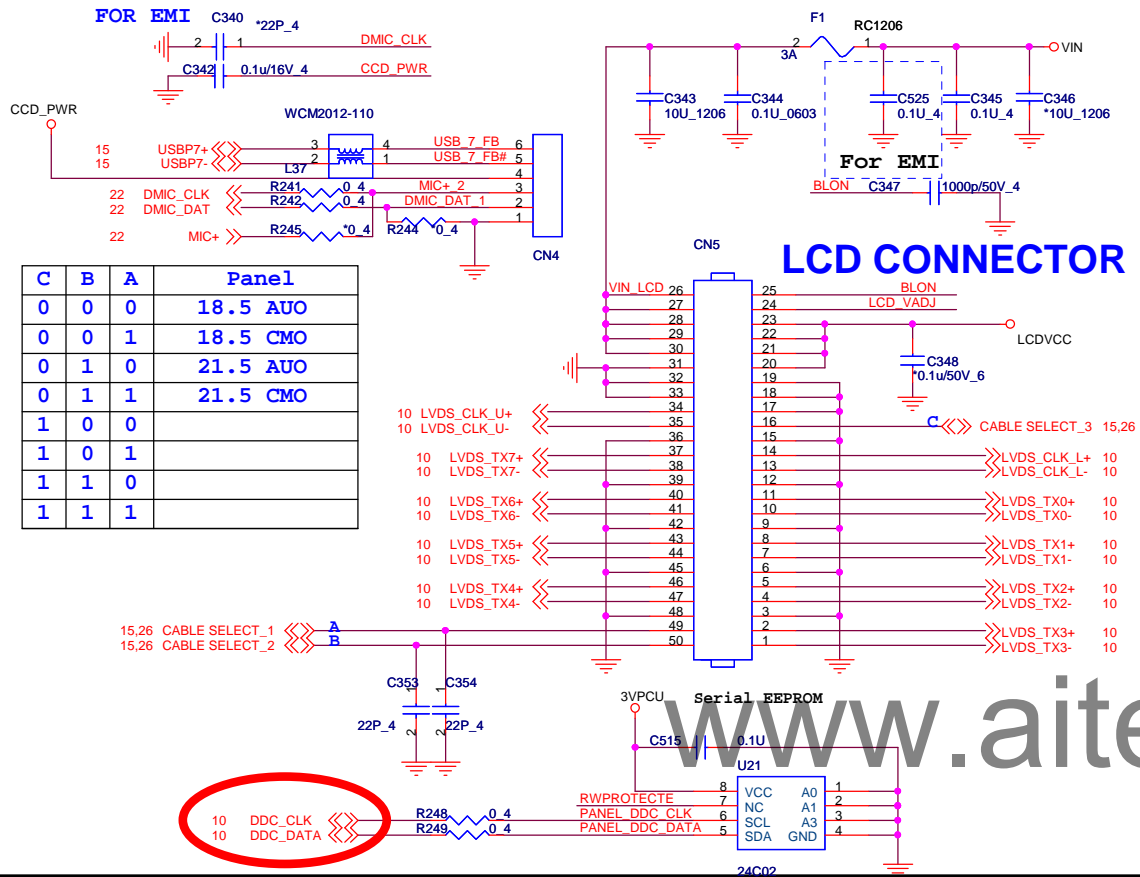 FOR EMI
C340
*22P_4
2
1
DMIC_CLK
C342
0.1u/16V_4
CCD_PWR
CCD_PWR
WCM2012-110
15 USBP7+ 3 4 USB_7_FB 6
15 USBP7- 2 1 USB_7_FB# 5
L37
4
22 DMIC_CLK R241 0_4 MIC+_2 3
22 DMIC_DAT R242 0_4 DMIC_DAT_1 2
1
22 MIC+ R245 *0_4 R244 *0_4
CN4
F1
RC1206
2 1
3A
VIN
C343
10U_1206
C344
0.1U_0603
C525
0.1U_4
C345
0.1U_4
C346
*10U_1206
For EMI
BLON C347 1000p/50V_4
CN5
LCD CONNECTOR
C B A Panel
0 0 0 18.5 AUO
0 0 1 18.5 CMO
0 1 0 21.5 AUO
0 1 1 21.5 CMO
1 0 0
1 0 1
1 1 0
1 1 1
VIN_LCD 26 25 BLON
27 24 LCD_VADJ
28 23
29 22
30 21
31 20
32 19
33 18
LCDVCC
C348
*0.1u/50V_6
10 LVDS_CLK_U+ 34 17
10 LVDS_CLK_U- 35 16 C CABLE SELECT_3 15,26
36 15
10 LVDS_TX7+ 37 14 LVDS_CLK_L+ 10
10 LVDS_TX7- 38 13 LVDS_CLK_L- 10
39 12
10 LVDS_TX6+ 40 11 LVDS_TX0+ 10
10 LVDS_TX6- 41 10 LVDS_TX0- 10
42 9
10 LVDS_TX5+ 43 8 LVDS_TX1+ 10
10 LVDS_TX5- 44 7 LVDS_TX1- 10
45 6
10 LVDS_TX4+ 46 5 LVDS_TX2+ 10
10 LVDS_TX4- 47 4 LVDS_TX2- 10
48 3
15,26 CABLE SELECT_1 A 49 2 LVDS_TX3+ 10
15,26 CABLE SELECT_2 B 50 1 LVDS_TX3- 10
C353 1 1 C354
22P_4 2 2 22P_4
3VPCU
Serial EEPROM
www.aite
C515 0.1U
U21
8 VCC A0 1
RWPROTECTE 7 NC A1 2
10 DDC_CLK R248 0_4 PANEL_DDC_CLK 6 SCL A3 3
10 DDC_DATA R249 0_4 PANEL_DDC_DATA 5 SDA GND 4
24C02